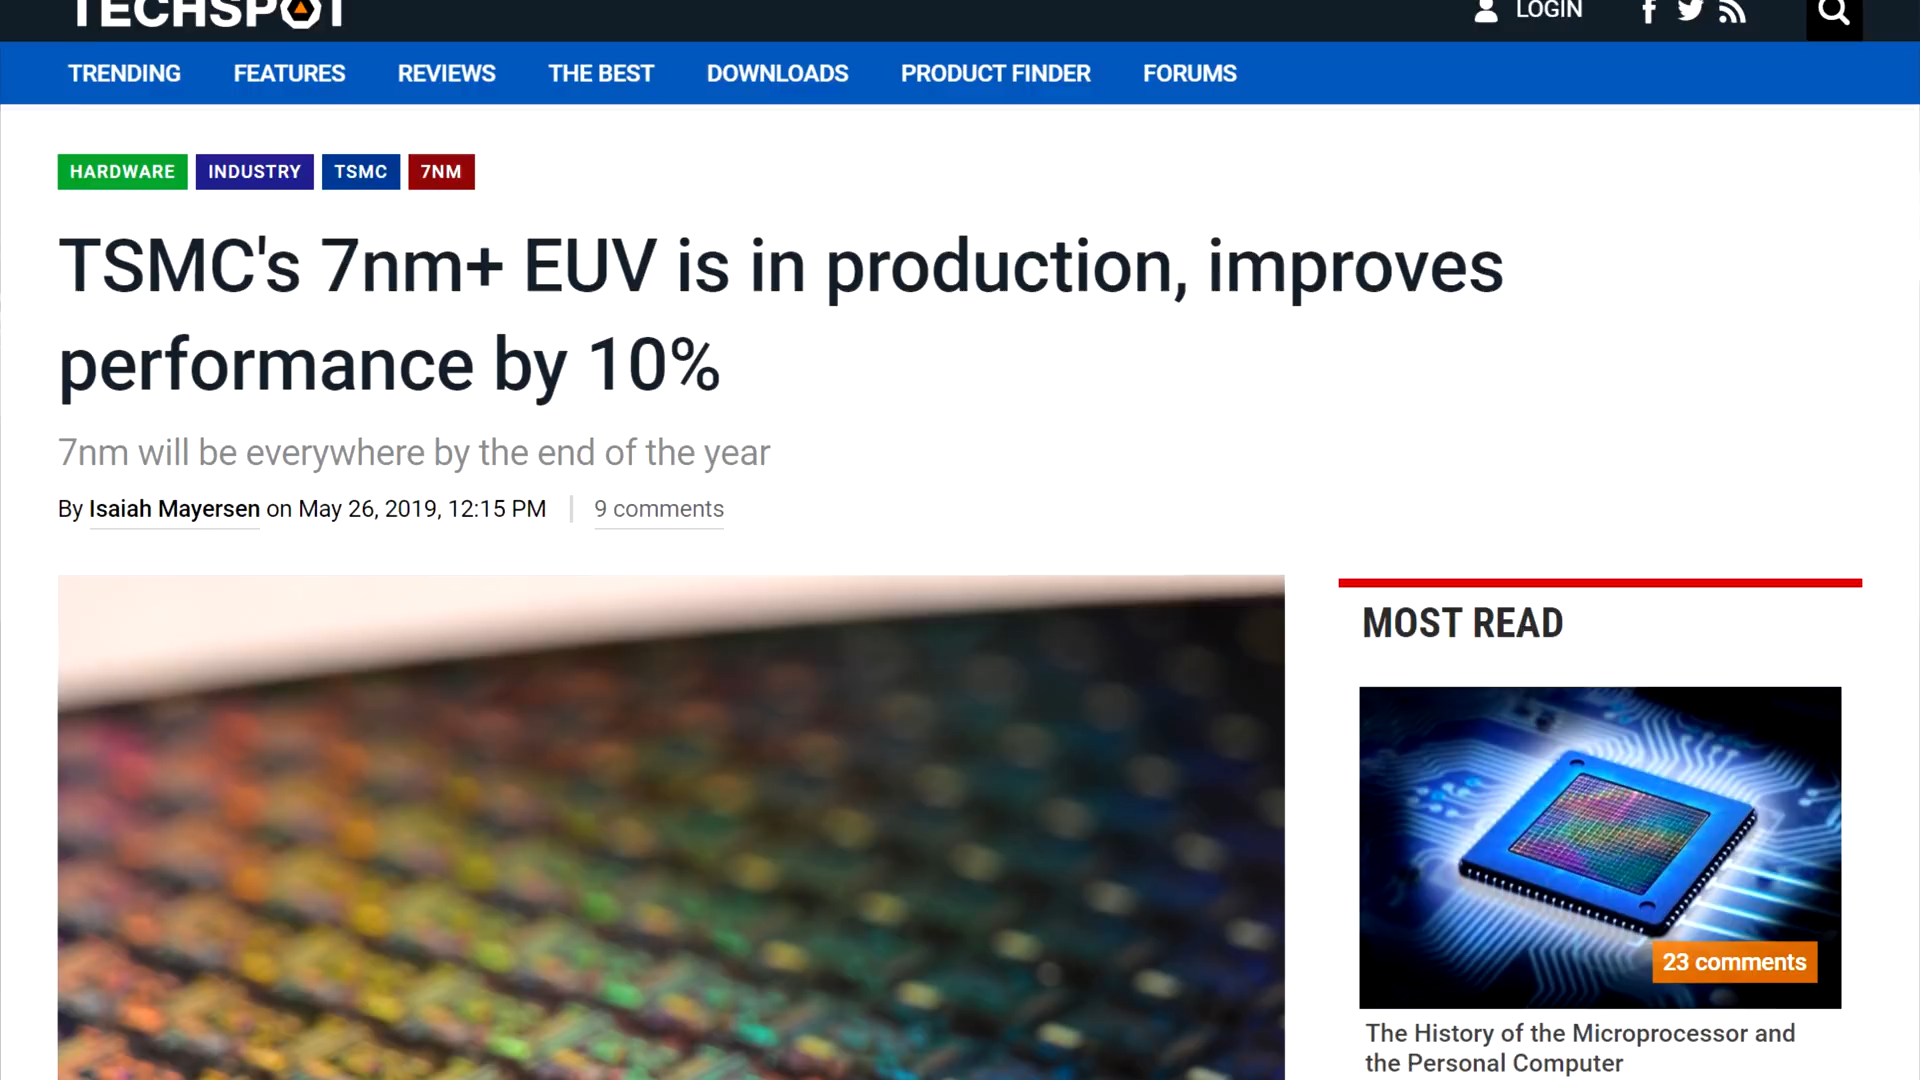 TECHSPOT
LOGIN
TRENDING FEATURES REVIEWS THE BEST DOWNLOADS PRODUCT FINDER FORUMS
HARDWARE INDUSTRY TSMC 7NM
TSMC's 7nm+ EUV is in production, improves
performance by 10%
7nm will be everywhere by the end of the year
By Isaiah Mayersen on May 26, 2019, 12:15 PM 9 comments
MOST READ
23 comments
The History of the Microprocessor and
the Personal Computer